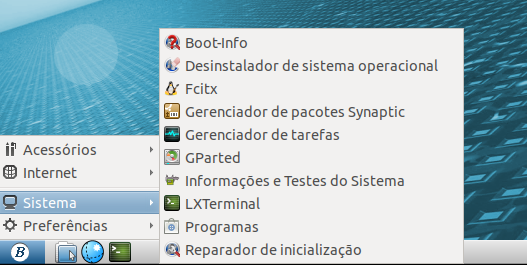 Boot-Info
Desinstalador de sistema operacional
Fcitx
Gerenciador de pacotes Synaptic
Gerenciador de tarefas
GParted
Informações e Testes do Sistema
LXTerminal
Programas
Reparador de inicialização
Acessórios
Internet
Sistema
Preferências
B